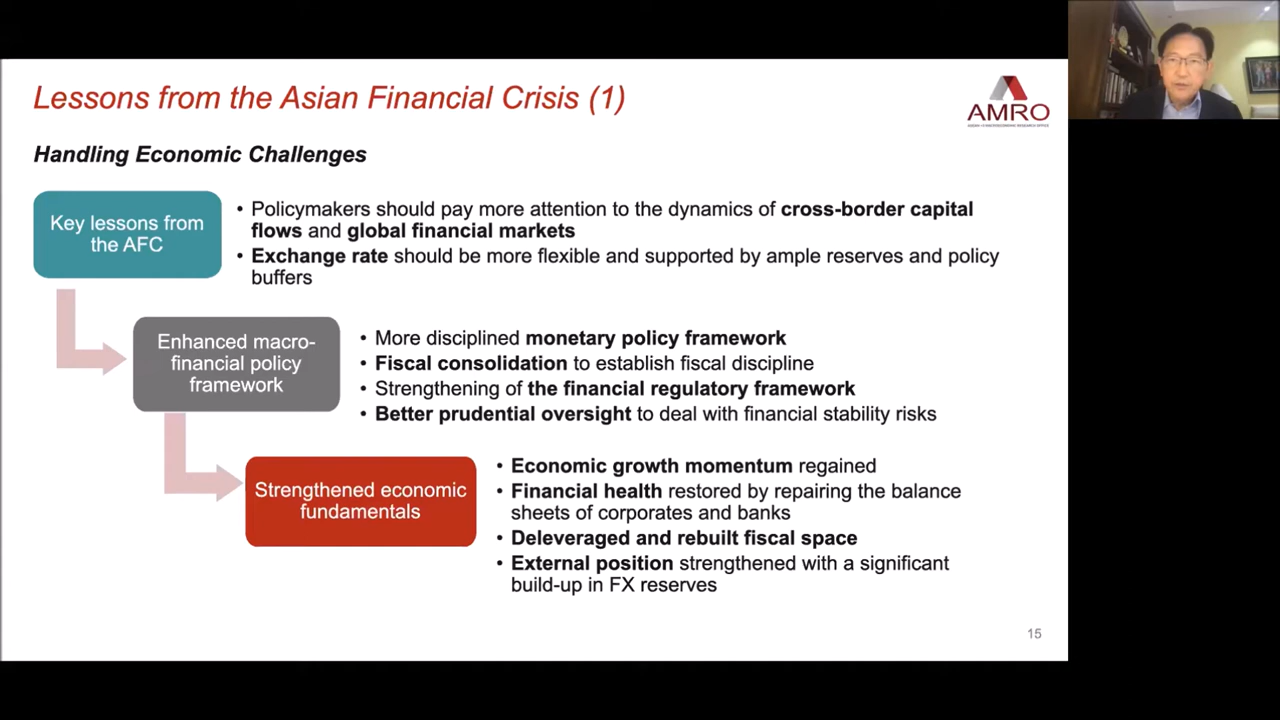 Lessons from the Asian Financial Crisis (1)
AMRO
ASEAN+3 MACROECONOMIC RESEARCH OFFICE
Handling Economic Challenges
Key lessons from
the AFC
• Policymakers should pay more attention to the dynamics of cross-border capital
flows and global financial markets
• Exchange rate should be more flexible and supported by ample reserves and policy
buffers
Enhanced macro-
financial policy
framework
• More disciplined monetary policy framework
• Fiscal consolidation to establish fiscal discipline
• Strengthening of the financial regulatory framework
• Better prudential oversight to deal with financial stability risks
Strengthened economic
fundamentals
• Economic growth momentum regained
• Financial health restored by repairing the balance
sheets of corporates and banks
• Deleveraged and rebuilt fiscal space
• External position strengthened with a significant
build-up in FX reserves
15